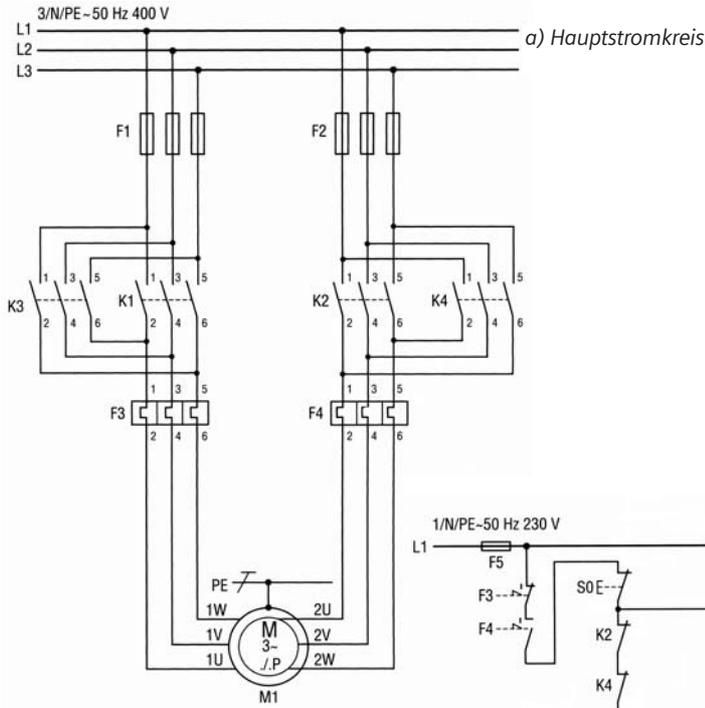 3/N/PE~50 Hz 400 V
L1
a) Hauptstromkreis
L2
L3
F1 F2
1 3 5 1 3 5 1 3 5 1 3 5
K3 K1 K2 K4
2 4 6 2 4 6 2 4 6 2 4 6
1 3 5 1 3 5
F3 F4
2 4 6 2 4 6
1/N/PE~50 Hz 230 V
L1
F5
PE
F3 S0 E
1W M 2U
F4 K2
1V 3~ 2V
1U ./.P 2W
K4
M1